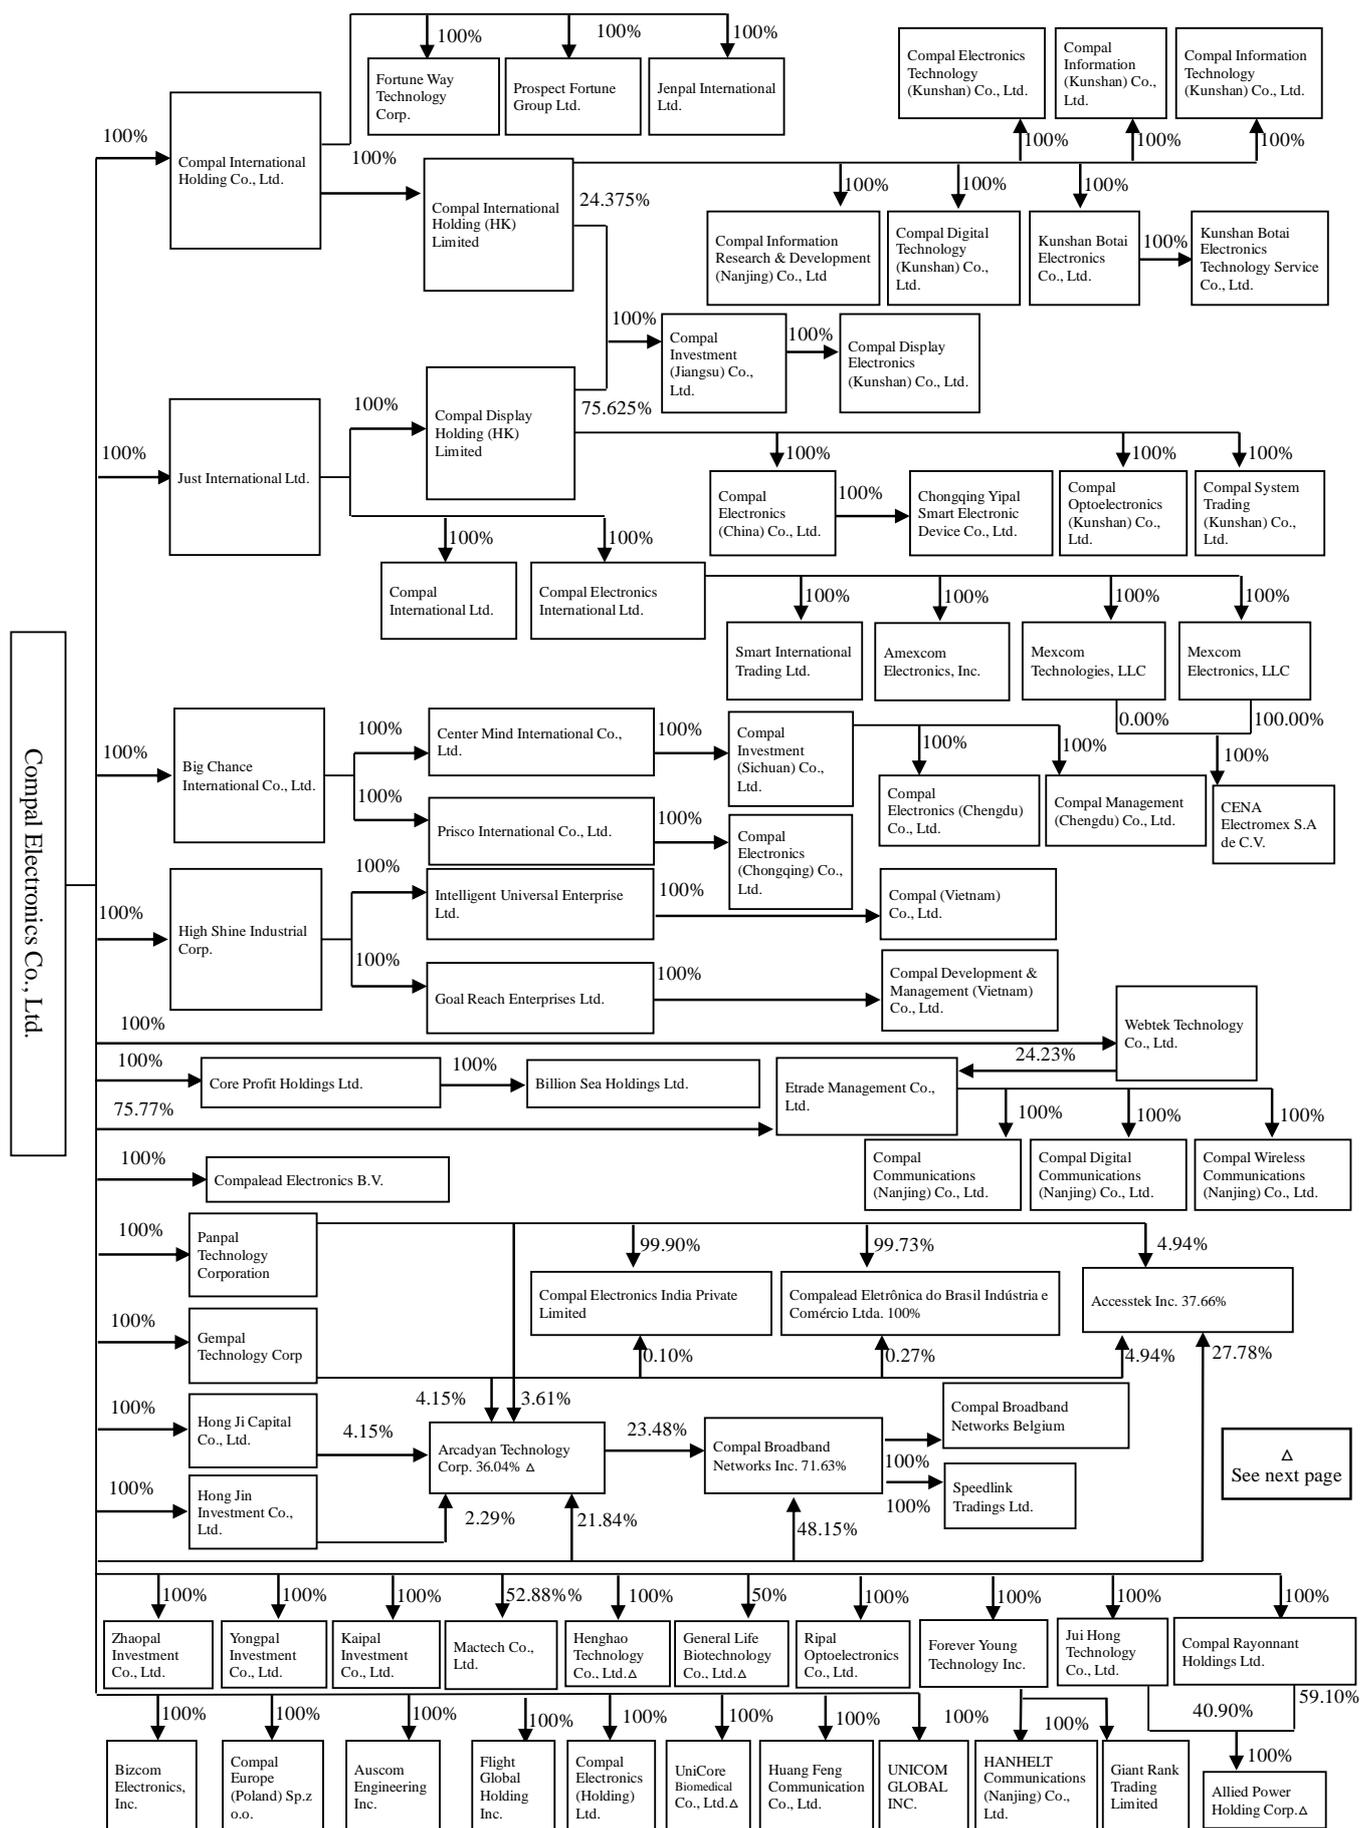 100%
100%
100%
Fortune Way
Technology
Corp.
Prospect Fortune
Group Ltd.
Jenpal International
Ltd.
Compal Electronics
Technology
(Kunshan) Co., Ltd.
Compal
Information
(Kunshan) Co.,
Ltd.
Compal Information
Technology
(Kunshan) Co., Ltd.
100%
100%
100%
100%
Compal International
Holding Co., Ltd.
100%
Compal International
Holding (HK)
Limited
24.375%
100%
100%
100%
Compal Information
Research & Development
(Nanjing) Co., Ltd
Compal Digital
Technology
(Kunshan) Co.,
Ltd.
Kunshan Botai
Electronics
Co., Ltd.
100%
Kunshan Botai
Electronics
Technology Service
Co., Ltd.
100%
Compal
Investment
(Jiangsu) Co.,
Ltd.
100%
Compal Display
Electronics
(Kunshan) Co., Ltd.
100%
Just International Ltd.
100%
Compal Display
Holding (HK)
Limited
75.625%
100%
100%
100%
Compal
Electronics
(China) Co., Ltd.
100%
Chongqing Yipal
Smart Electronic
Device Co., Ltd.
Compal
Optoelectronics
(Kunshan) Co.,
Ltd.
Compal System
Trading
(Kunshan) Co.,
Ltd.
100%
100%
Compal
International Ltd.
Compal Electronics
International Ltd.
100%
100%
100%
100%
Smart International
Trading Ltd.
Amexcom
Electronics, Inc.
Mexcom
Technologies, LLC
Mexcom
Electronics, LLC
0.00%
100.00%
100%
CENA
Electromex S.A
de C.V.
Compal Electronics Co., Ltd.
100%
Big Chance
International Co., Ltd.
100%
Center Mind International Co.,
Ltd.
100%
Compal
Investment
(Sichuan) Co.,
Ltd.
100%
100%
Compal
Electronics (Chengdu)
Co., Ltd.
Compal Management
(Chengdu) Co., Ltd.
100%
Prisco International Co., Ltd.
100%
Compal
Electronics
(Chongqing) Co.,
Ltd.
100%
High Shine Industrial
Corp.
100%
Intelligent Universal Enterprise
Ltd.
100%
Compal (Vietnam)
Co., Ltd.
100%
Goal Reach Enterprises Ltd.
100%
Compal Development &
Management (Vietnam)
Co., Ltd.
100%
Webtek Technology
Co., Ltd.
24.23%
100%
Core Profit Holdings Ltd.
100%
Billion Sea Holdings Ltd.
Etrade Management Co.,
Ltd.
75.77%
100%
100%
100%
Compal
Communications
(Nanjing) Co., Ltd.
Compal Digital
Communications
(Nanjing) Co., Ltd.
Compal Wireless
Communications
(Nanjing) Co., Ltd.
100%
Compalead Electronics B.V.
100%
Panpal
Technology
Corporation
99.90%
99.73%
4.94%
Compal Electronics India Private
Limited
Compalead Eletrônica do Brasil Indústria e
Comércio Ltda. 100%
Accesstek Inc. 37.66%
100%
Gempal
Technology Corp
0.10%
0.27%
4.94%
27.78%
4.15%
3.61%
100%
Hong Ji Capital
Co., Ltd.
4.15%
Arcadyan Technology
Corp. 36.04% △
23.48%
Compal Broadband
Networks Inc. 71.63%
100%
Compal Broadband
Networks Belgium
100%
Speedlink
Tradings Ltd.
△
See next page
100%
Hong Jin
Investment Co.,
Ltd.
2.29%
21.84%
48.15%
100%
100%
100%
52.88%%
100%
50%
100%
100%
100%
100%
Zhaopal
Investment
Co., Ltd.
Yongpal
Investment
Co., Ltd.
Kaipal
Investment
Co., Ltd.
Mactech Co.,
Ltd.
Henghao
Technology
Co., Ltd.△
General Life
Biotechnology
Co., Ltd.△
Ripal
Optoelectronics
Co., Ltd.
Forever Young
Technology Inc.
Jui Hong
Technology
Co., Ltd.
Compal Rayonnant
Holdings Ltd.
40.90%
59.10%
100%
100%
100%
100%
100%
100%
100%
100%
100%
100%
Bizcom
Electronics,
Inc.
Compal
Europe
(Poland) Sp.z
o.o.
Auscom
Engineering
Inc.
Flight
Global
Holding
Inc.
Compal
Electronics
(Holding)
Ltd.
UniCore
Biomedical
Co., Ltd.△
Huang Feng
Communication
Co., Ltd.
UNICOM
GLOBAL
INC.
HANHELT
Communications
(Nanjing) Co.,
Ltd.
Giant Rank
Trading
Limited
Allied Power
Holding Corp.△